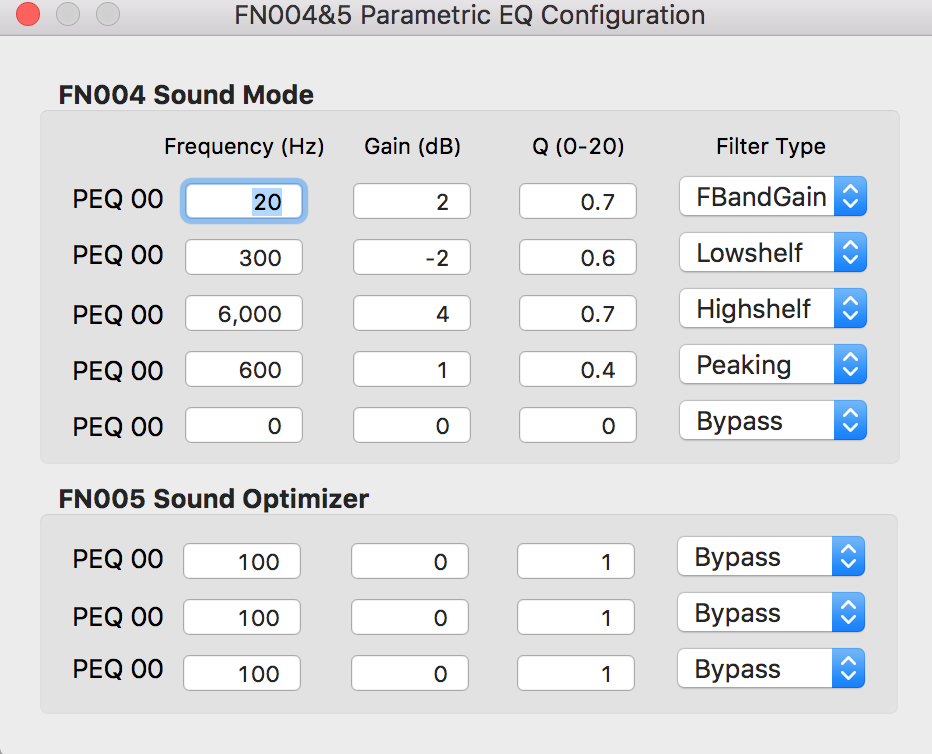 FN004&5 Parametric EQ Configuration
FN004 Sound Mode
Frequency (Hz) Gain (dB) Q (0-20) Filter Type
PEQ 00 20 2 0.7 FBandGain
PEQ 00 300 -2 0.6 Lowshelf
PEQ 00 6,000 4 0.7 Highshelf
PEQ 00 600 1 0.4 Peaking
PEQ 00 0 0 0 Bypass
FN005 Sound Optimizer
PEQ 00 100 0 1 Bypass
PEQ 00 100 0 1 Bypass
PEQ 00 100 0 1 Bypass